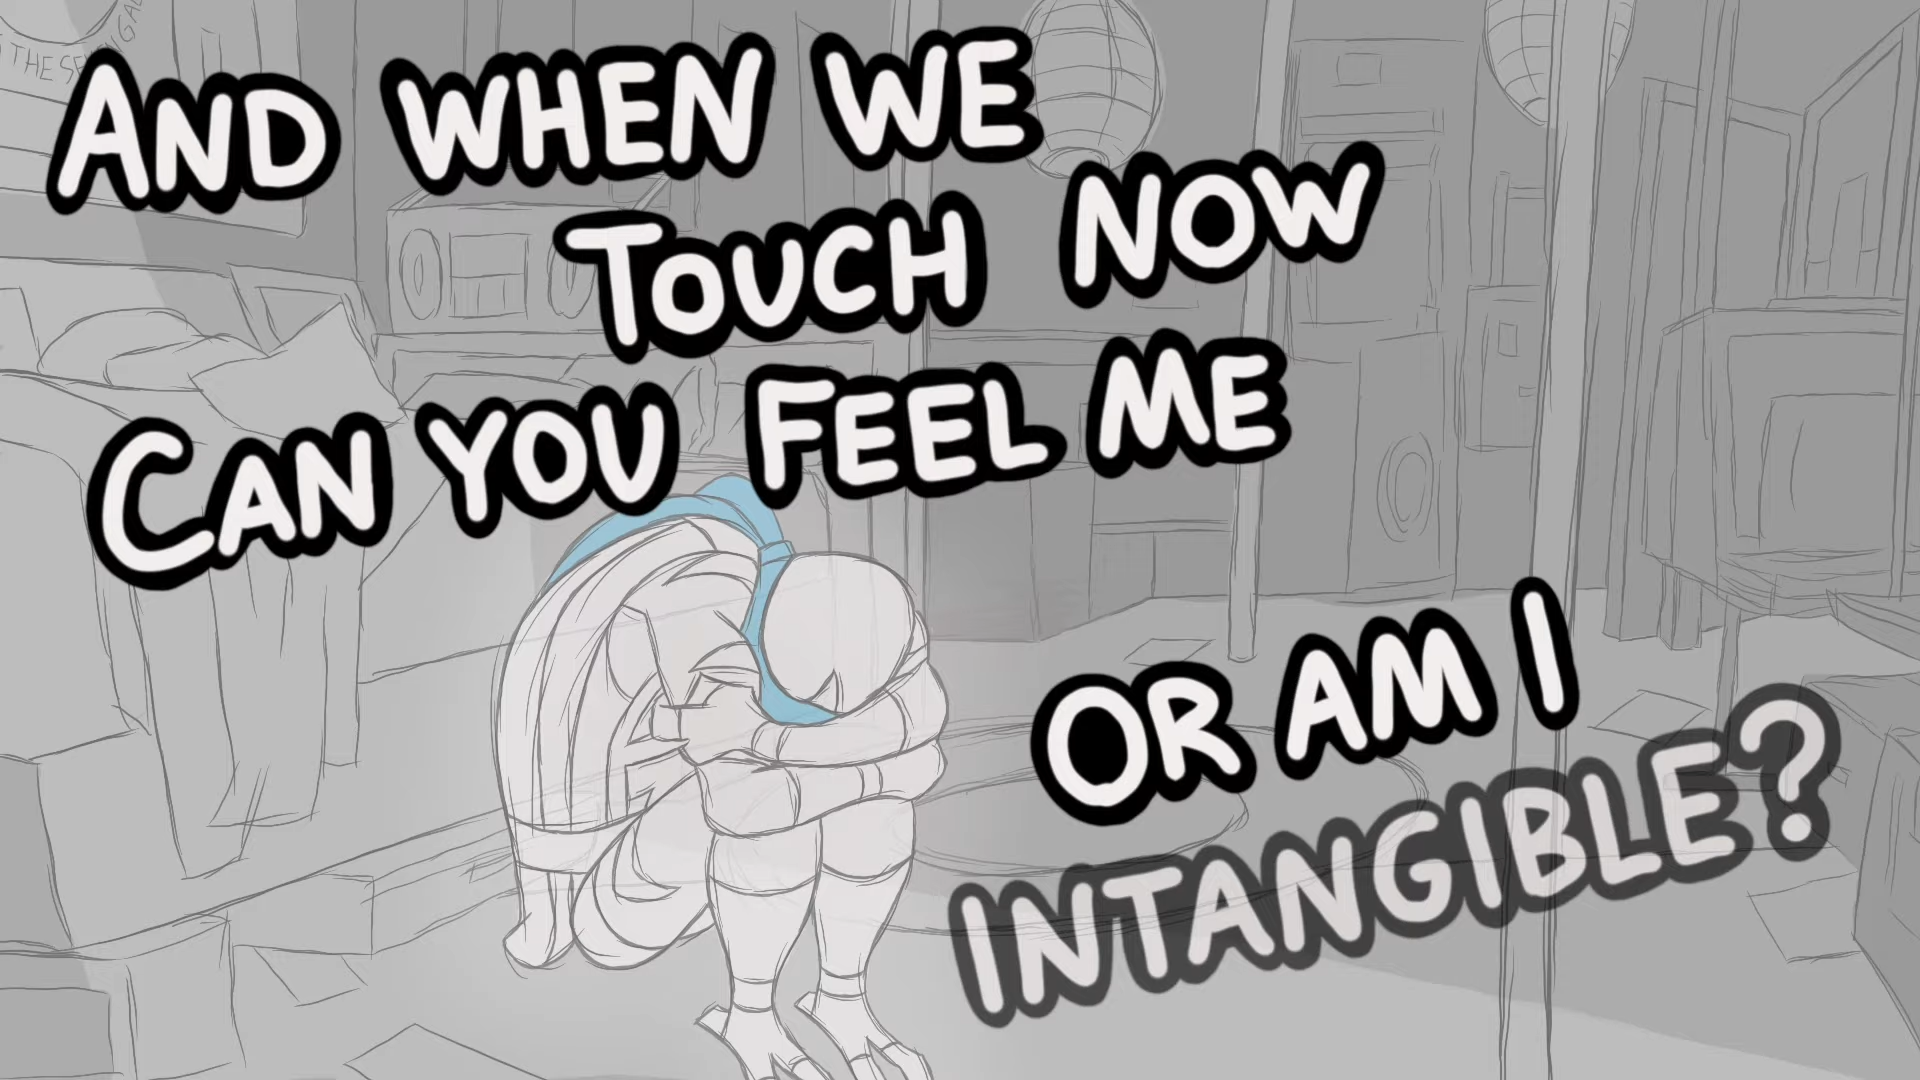 AND WHEN WE
TOUCH NOW
CAN YOU FEEL ME
OR AM I
INTANGIBLE?